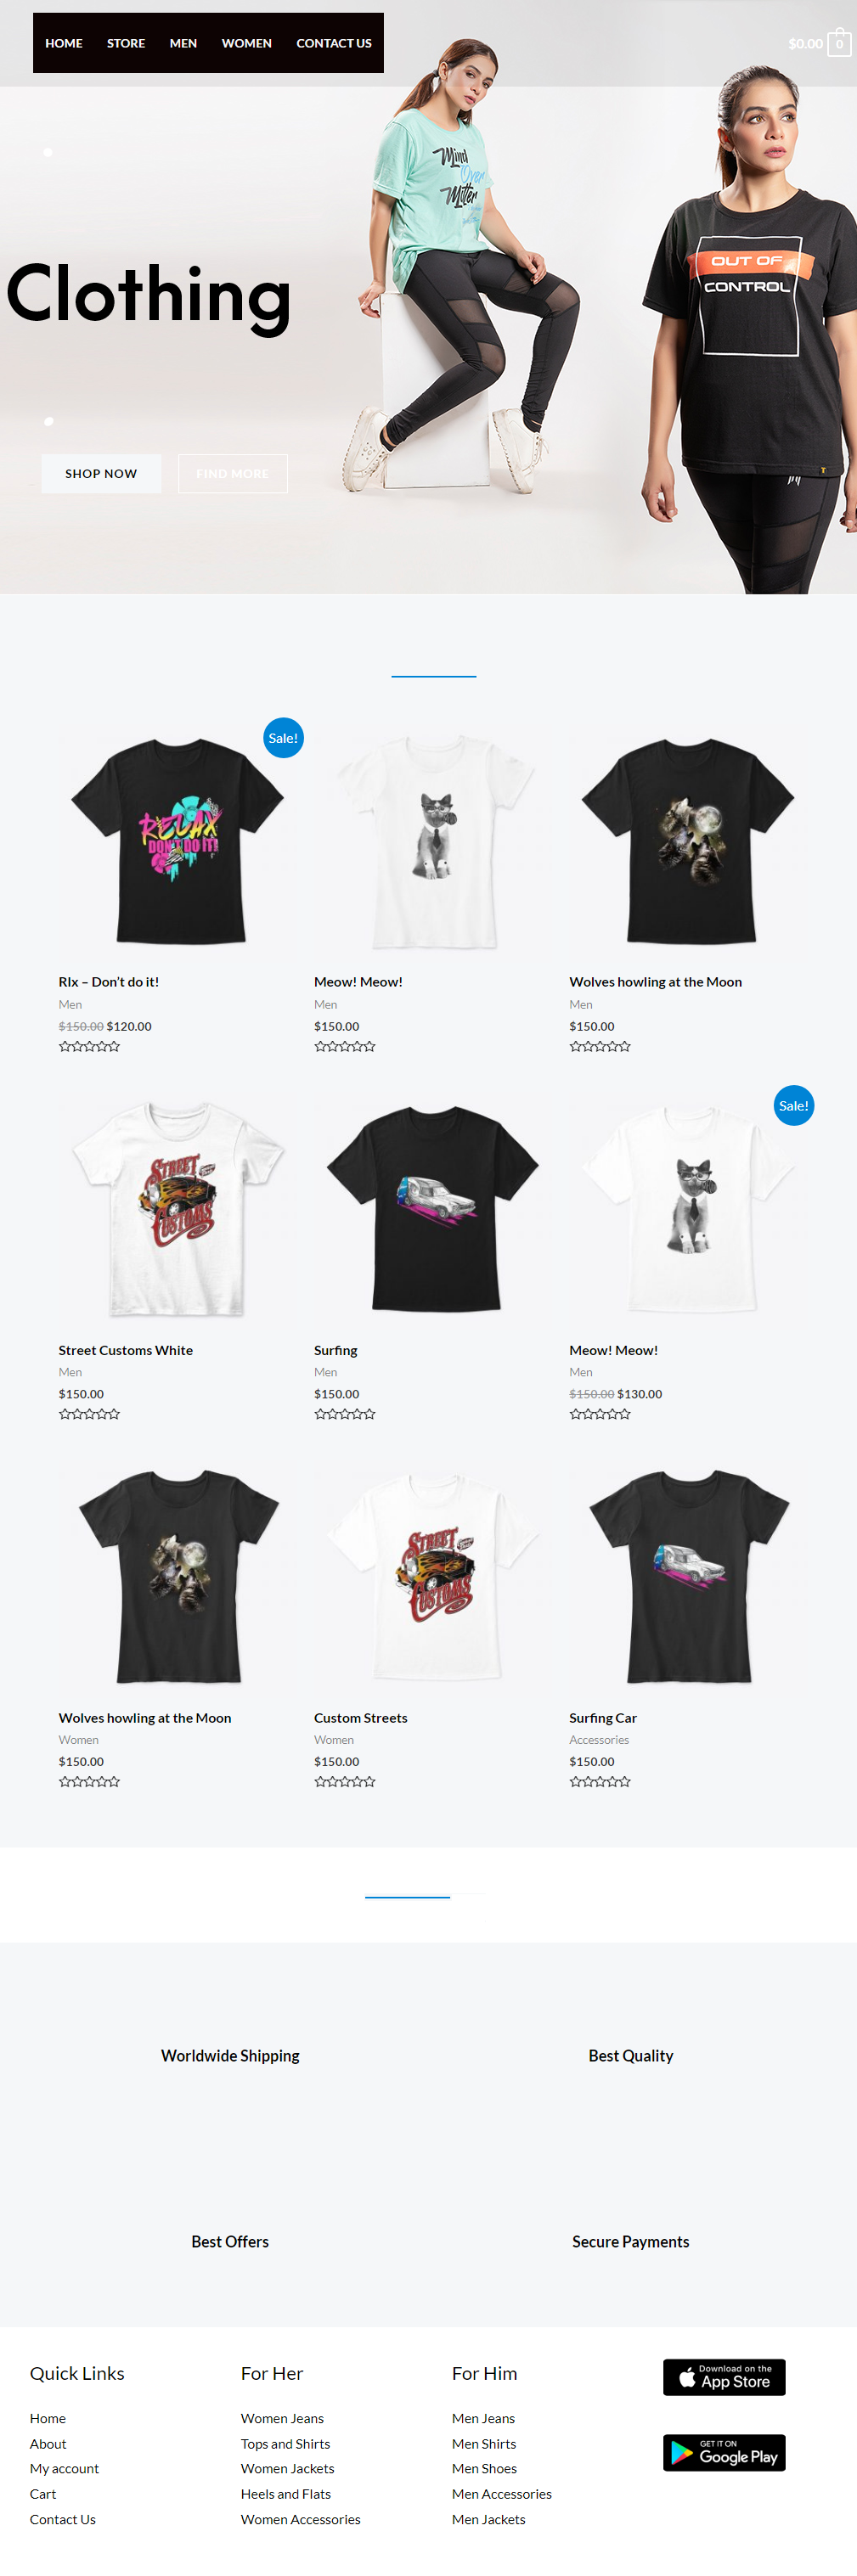 HOME STORE MEN WOMEN CONTACT US
$0.00 0
Mind
Over
Mitter
OUT OF
CONTROL
Clothing
SHOP NOW FIND MORE
Sale!
RELAX
DON'T DO IT!
Rlx – Don't do it!
Men
$150.00 $120.00
Meow! Meow!
Men
$150.00
Wolves howling at the Moon
Men
$150.00
Sale!
STREET
CUSTOMS
Street Customs White
Men
$150.00
Surfing
Men
$150.00
Meow! Meow!
Men
$150.00 $130.00
Wolves howling at the Moon
Women
$150.00
STREET
CUSTOMS
Custom Streets
Women
$150.00
Surfing Car
Accessories
$150.00
Worldwide Shipping
Best Quality
Best Offers
Secure Payments
Quick Links
Home
About
My account
Cart
Contact Us
For Her
Women Jeans
Tops and Shirts
Women Jackets
Heels and Flats
Women Accessories
For Him
Men Jeans
Men Shirts
Men Shoes
Men Accessories
Men Jackets
Download on the
App Store
GET IT ON
Google Play